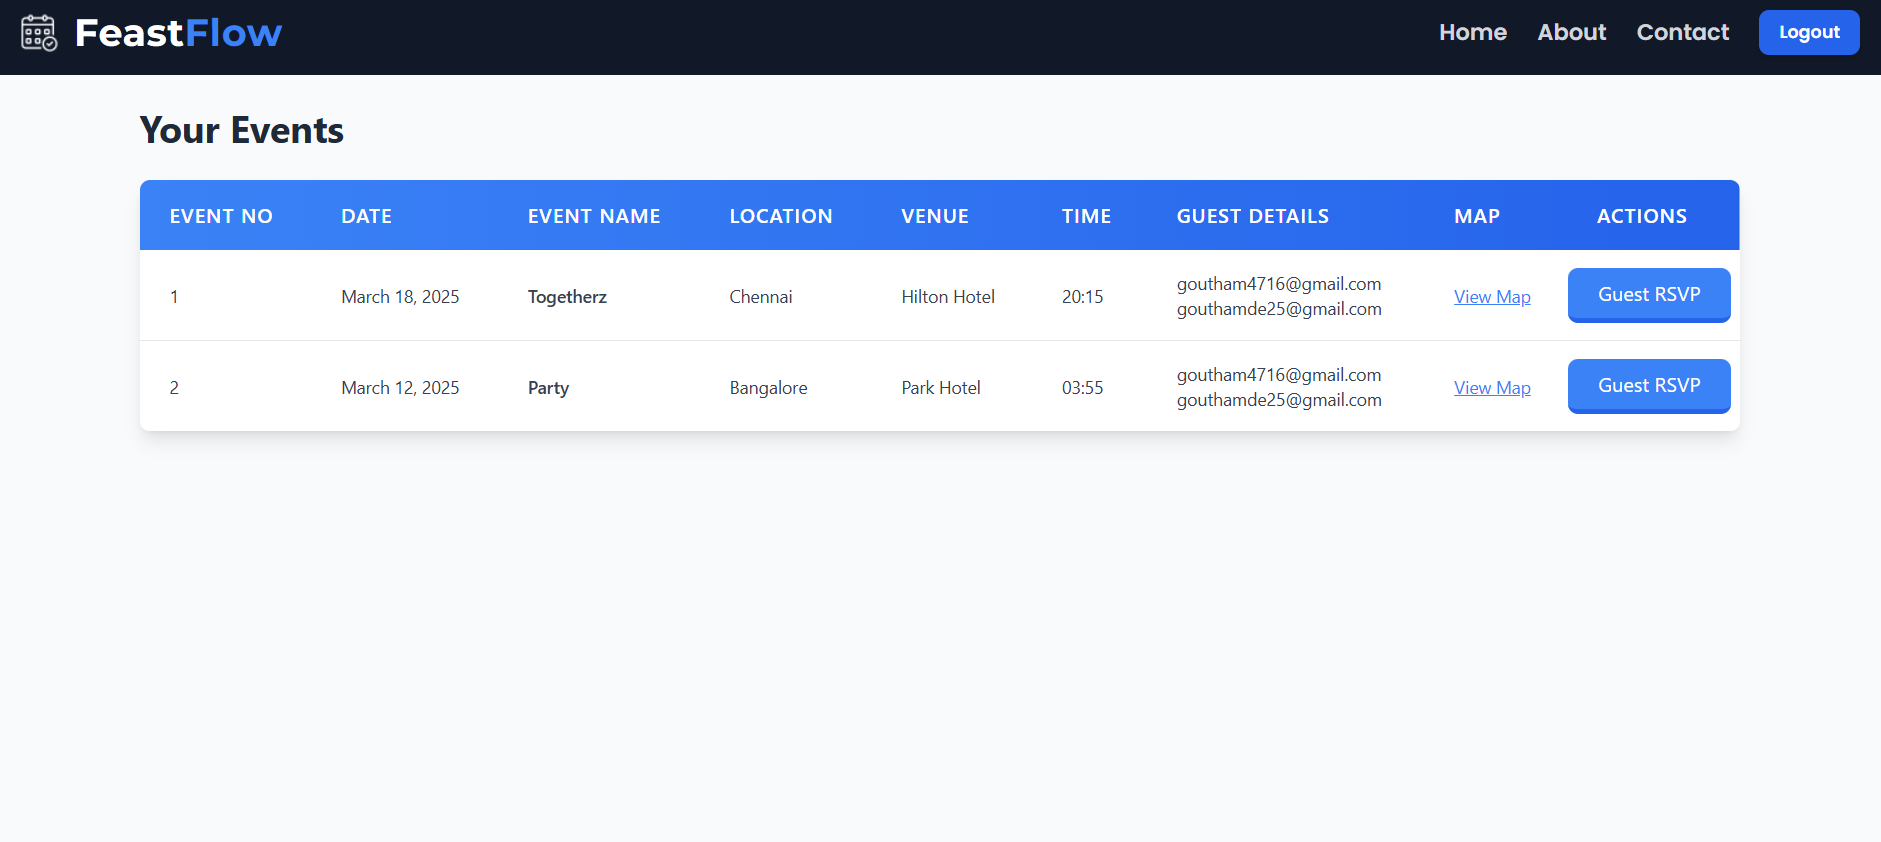 FeastFlow Home About Contact Logout
Your Events
EVENT NO DATE EVENT NAME LOCATION VENUE TIME GUEST DETAILS MAP ACTIONS
1 March 18, 2025 Togetherz Chennai Hilton Hotel 20:15 goutham4716@gmail.com View Map Guest RSVP
gouthamde25@gmail.com
2 March 12, 2025 Party Bangalore Park Hotel 03:55 goutham4716@gmail.com View Map Guest RSVP
gouthamde25@gmail.com